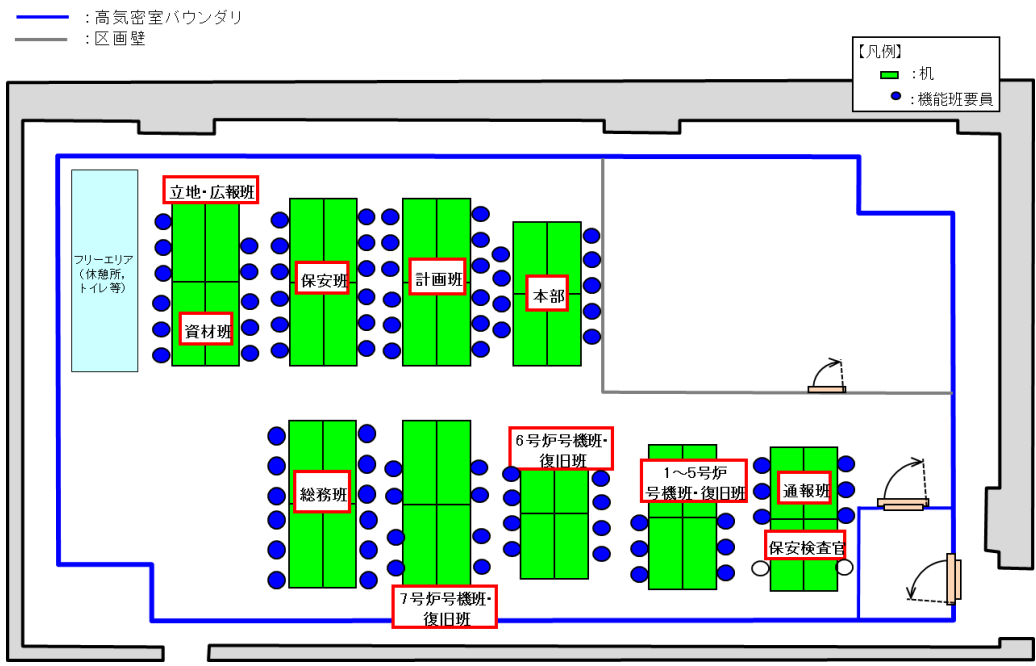 ：高気密室バウンダリ
：区画壁
【凡例】
：机
：機能班要員
立地・広報班
フリーエリア
（休憩所，
トイレ等）
保安班
計画班
本部
資材班
6号炉号機班・
復旧班
1～5号炉
号機班・復旧班
総務班
通報班
保安検査官
7号炉号機班・
復旧班